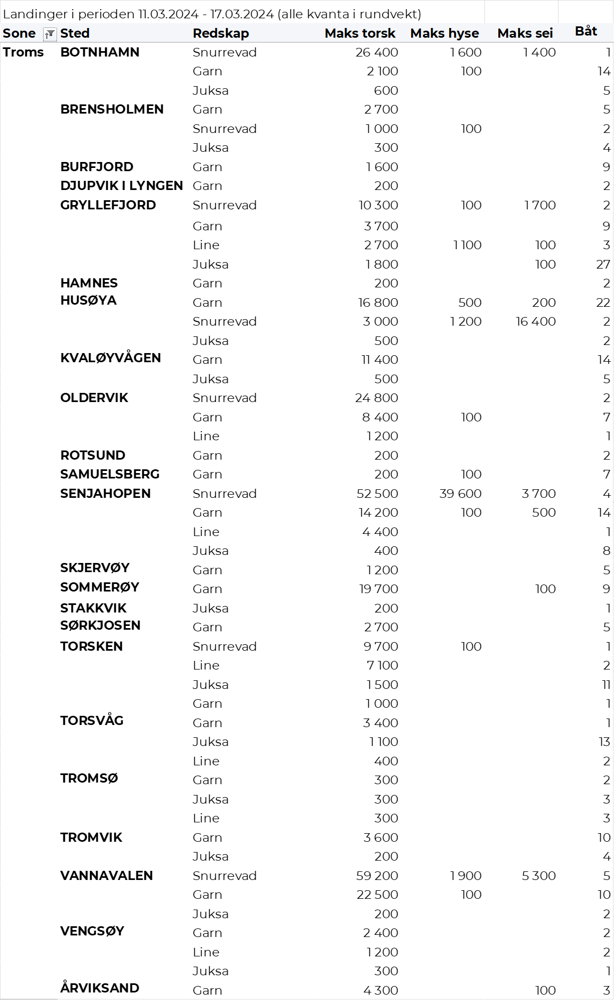 Landinger i perioden 11.03.2024 - 17.03.2024 (alle kvanta i rundvekt)
Sone Sted Redskap Maks torsk Maks hyse Maks sei Båt
Troms BOTNHAMN Snurrevad 26 400 1 600 1 400 1
Garn 2 100 100 14
Juksa 600 5
BRENSHOLMEN Garn 2 700 5
Snurrevad 1 000 100 2
Juksa 300 4
BURFJORD Garn 1 600 9
DJUPVIK I LYNGEN Garn 200 2
GRYLLEFJORD Snurrevad 10 300 100 1 700 2
Garn 3 700 9
Line 2 700 1 100 100 3
Juksa 1 800 100 27
HAMNES Garn 200 2
HUSØYA Garn 16 800 500 200 22
Snurrevad 3 000 1 200 16 400 2
Juksa 500 2
KVALØYVÅGEN Garn 11 400 14
Juksa 500 5
OLDERVIK Snurrevad 24 800 2
Garn 8 400 100 7
Line 1 200 1
ROTSUND Garn 200 2
SAMUELSBERG Garn 200 100 7
SENJAHOPEN Snurrevad 52 500 39 600 3 700 4
Garn 14 200 100 500 14
Line 4 400 1
Juksa 400 8
SKJERVØY Garn 1 200 5
SOMMERØY Garn 19 700 100 9
STAKKVIK Juksa 200 1
SØRKJOSEN Garn 2 700 5
TORSKEN Snurrevad 9 700 100 1
Line 7 100 2
Juksa 1 500 11
Garn 1 000 1
TORSVÅG Garn 3 400 1
Juksa 1 100 13
Line 400 2
TROMSØ Garn 300 2
Juksa 300 3
Line 300 3
TROMVIK Garn 3 600 10
Juksa 200 4
VANNAVALEN Snurrevad 59 200 1 900 5 300 5
Garn 22 500 100 10
Juksa 200 2
VENGSØY Garn 2 400 2
Line 1 200 2
Juksa 300 1
ÅRVIKSAND Garn 4 300 100 3